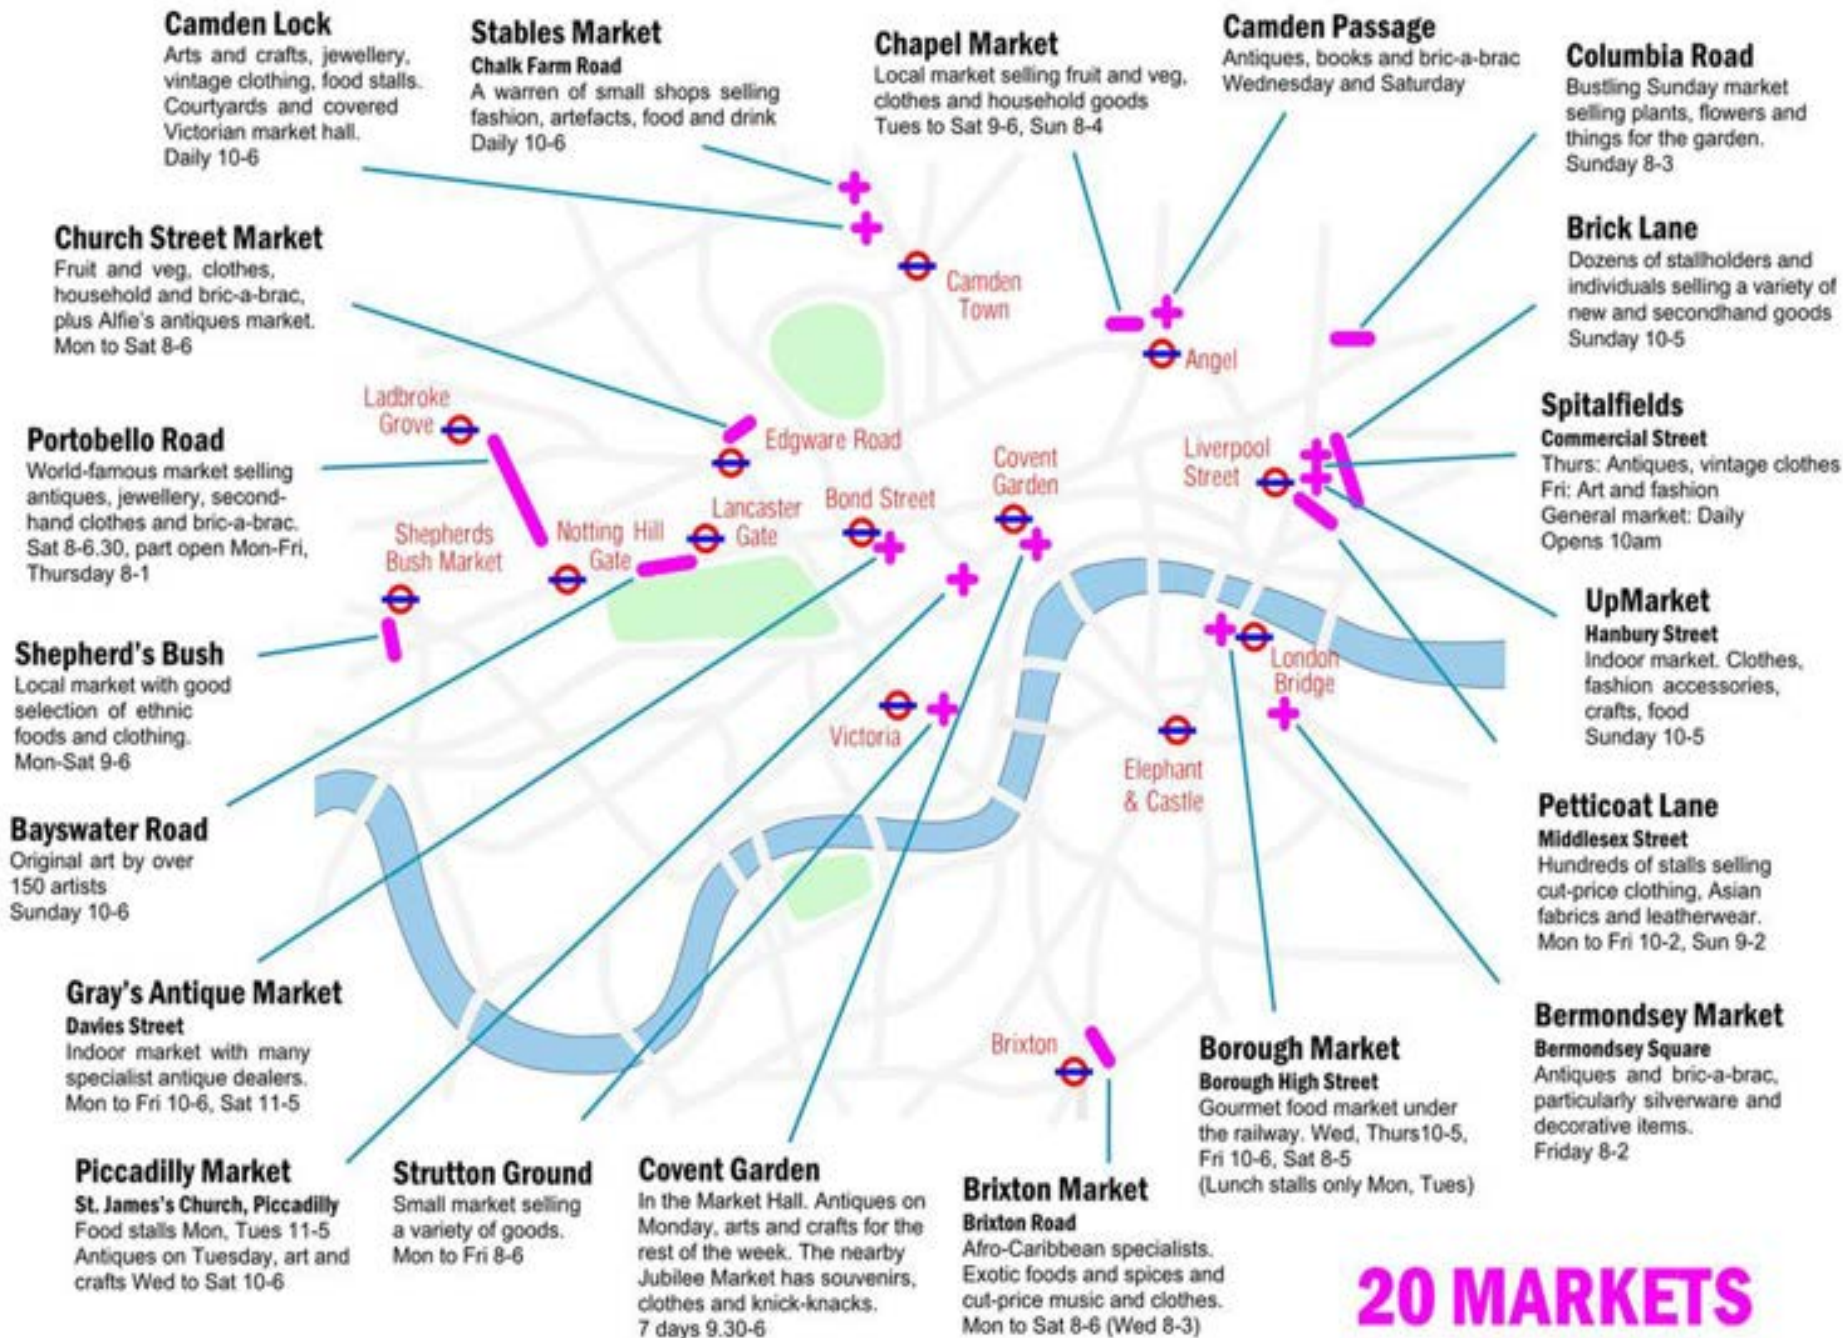 Camden Lock
Arts and crafts, jewellery,
vintage clothing, food stalls.
Courtyards and covered
Victorian market hall.
Daily 10-6
Stables Market
Chalk Farm Road
A warren of small shops selling
fashion, artefacts, food and drink
Daily 10-6
Chapel Market
Local market selling fruit and veg,
clothes and household goods
Tues to Sat 9-6, Sun 8-4
Camden Passage
Antiques, books and bric-a-brac
Wednesday and Saturday
Columbia Road
Bustling Sunday market
selling plants, flowers and
things for the garden.
Sunday 8-3
Church Street Market
Fruit and veg, clothes,
household and bric-a-brac,
plus Alfie's antiques market.
Mon to Sat 8-6
Brick Lane
Dozens of stallholders and
individuals selling a variety of
new and secondhand goods
Sunday 10-5
Portobello Road
World-famous market selling
antiques, jewellery, second-
hand clothes and bric-a-brac.
Sat 8-6.30, part open Mon-Fri,
Thursday 8-1
Spitalfields
Commercial Street
Thurs: Antiques, vintage clothes
Fri: Art and fashion
General market: Daily
Opens 10am
Camden
Town
Angel
Ladbroke
Grove
Edgware Road
Liverpool
Street
Covent
Garden
Bond Street
Lancaster
Gate
Notting Hill
Gate
Shepherds
Bush Market
London
Bridge
Victoria
Elephant
& Castle
Brixton
Shepherd's Bush
Local market with good
selection of ethnic
foods and clothing.
Mon-Sat 9-6
UpMarket
Hanbury Street
Indoor market. Clothes,
fashion accessories,
crafts, food
Sunday 10-5
Bayswater Road
Original art by over
150 artists
Sunday 10-6
Petticoat Lane
Middlesex Street
Hundreds of stalls selling
cut-price clothing, Asian
fabrics and leatherwear.
Mon to Fri 10-2, Sun 9-2
Gray's Antique Market
Davies Street
Indoor market with many
specialist antique dealers.
Mon to Fri 10-6, Sat 11-5
Bermondsey Market
Bermondsey Square
Antiques and bric-a-brac,
particularly silverware and
decorative items.
Friday 8-2
Piccadilly Market
St. James's Church, Piccadilly
Food stalls Mon, Tues 11-5
Antiques on Tuesday, art and
crafts Wed to Sat 10-6
Strutton Ground
Small market selling
a variety of goods.
Mon to Fri 8-6
Covent Garden
In the Market Hall. Antiques on
Monday, arts and crafts for the
rest of the week. The nearby
Jubilee Market has souvenirs,
clothes and knick-knacks.
7 days 9.30-6
Brixton Market
Brixton Road
Afro-Caribbean specialists.
Exotic foods and spices and
cut-price music and clothes.
Mon to Sat 8-6 (Wed 8-3)
Borough Market
Borough High Street
Gourmet food market under
the railway. Wed, Thurs10-5,
Fri 10-6, Sat 8-5
(Lunch stalls only Mon, Tues)
20 MARKETS